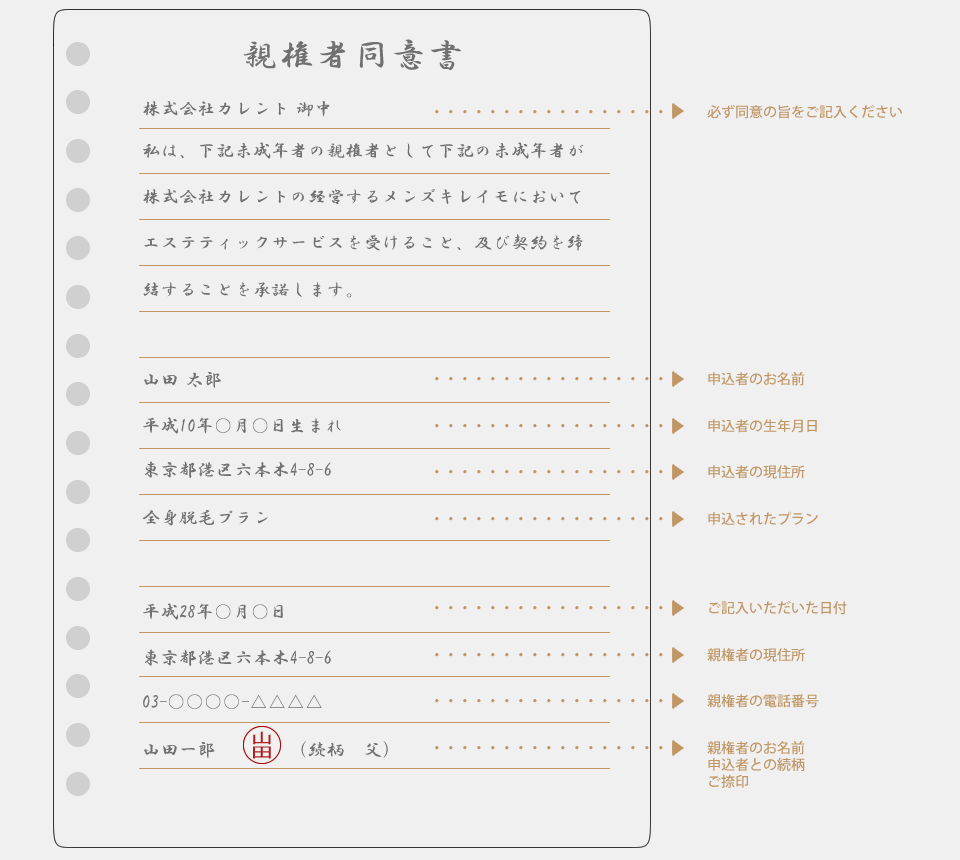 親権者同意書
株式会社カレント 御中
必ず同意の旨をご記入ください
私は、下記未成年者の親権者として下記の未成年者が
株式会社カレントの経営するメンズキレイモにおいて
エステティックサービスを受けること、及び契約を締
結することを承諾します。
山田 太郎
申込者のお名前
平成10年〇月〇日生まれ
申込者の生年月日
東京都港区六本木4-8-6
申込者の現住所
全身脱毛プラン
申込されたプラン
平成28年〇月〇日
ご記入いただいた日付
東京都港区六本木4-8-6
親権者の現住所
03-〇〇〇〇-△△△△
親権者の電話番号
山田一郎 山田 (続柄 父)
親権者のお名前
申込者との続柄
ご捺印